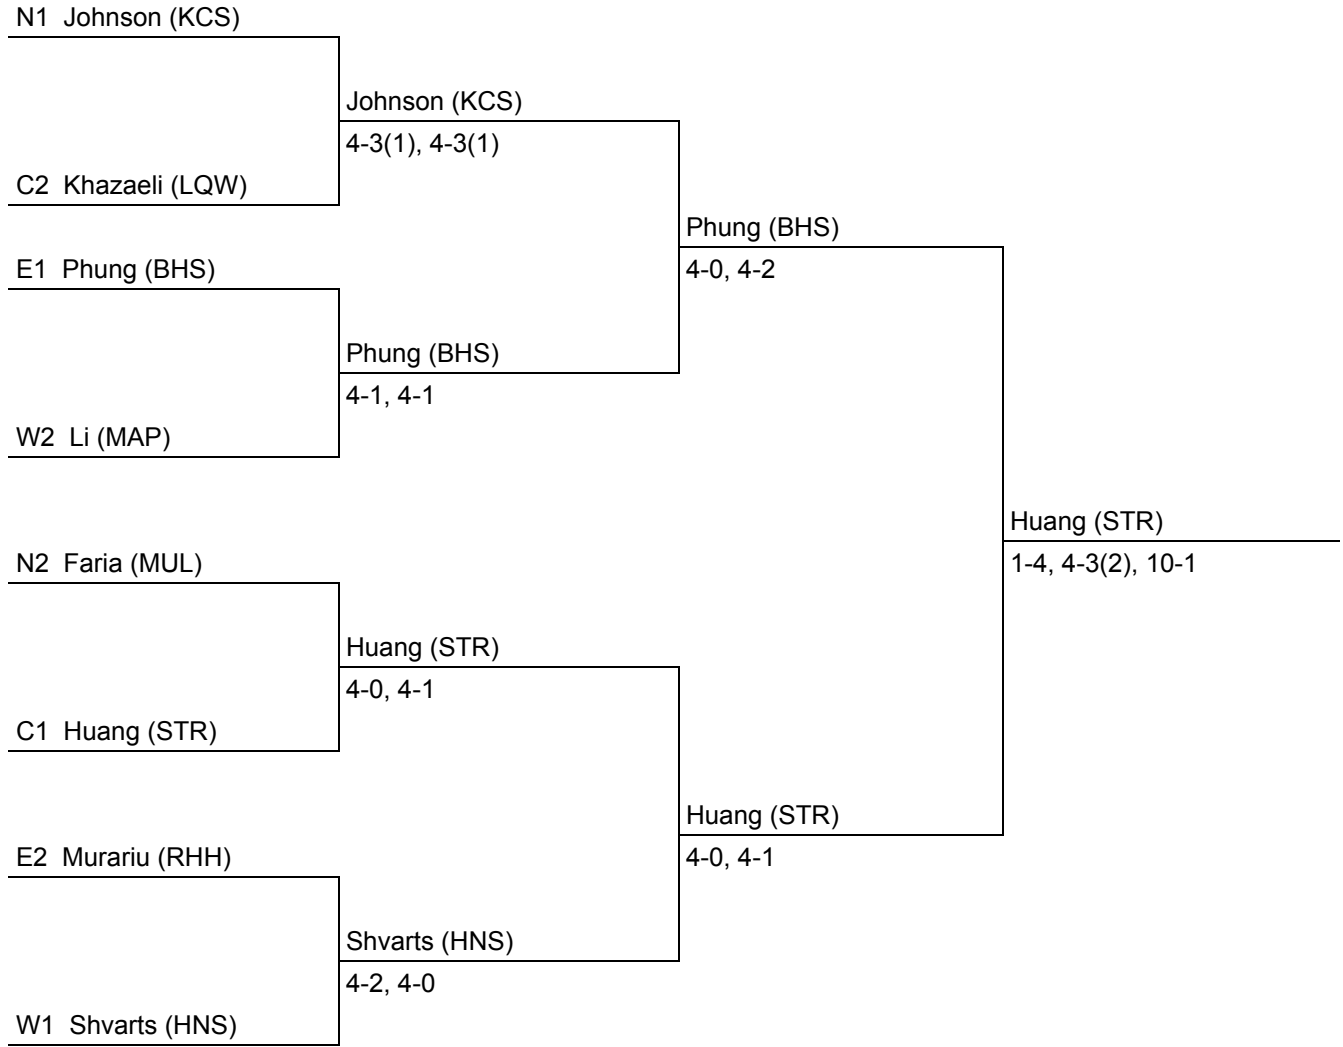 N1 Johnson (KCS)
Johnson (KCS)
4-3(1), 4-3(1)
C2 Khazaeli (LQW)
Phung (BHS)
E1 Phung (BHS)
4-0, 4-2
Phung (BHS)
4-1, 4-1
W2 Li (MAP)
Huang (STR)
N2 Faria (MUL)
1-4, 4-3(2), 10-1
Huang (STR)
4-0, 4-1
C1 Huang (STR)
Huang (STR)
E2 Murariu (RHH)
4-0, 4-1
Shvarts (HNS)
4-2, 4-0
W1 Shvarts (HNS)